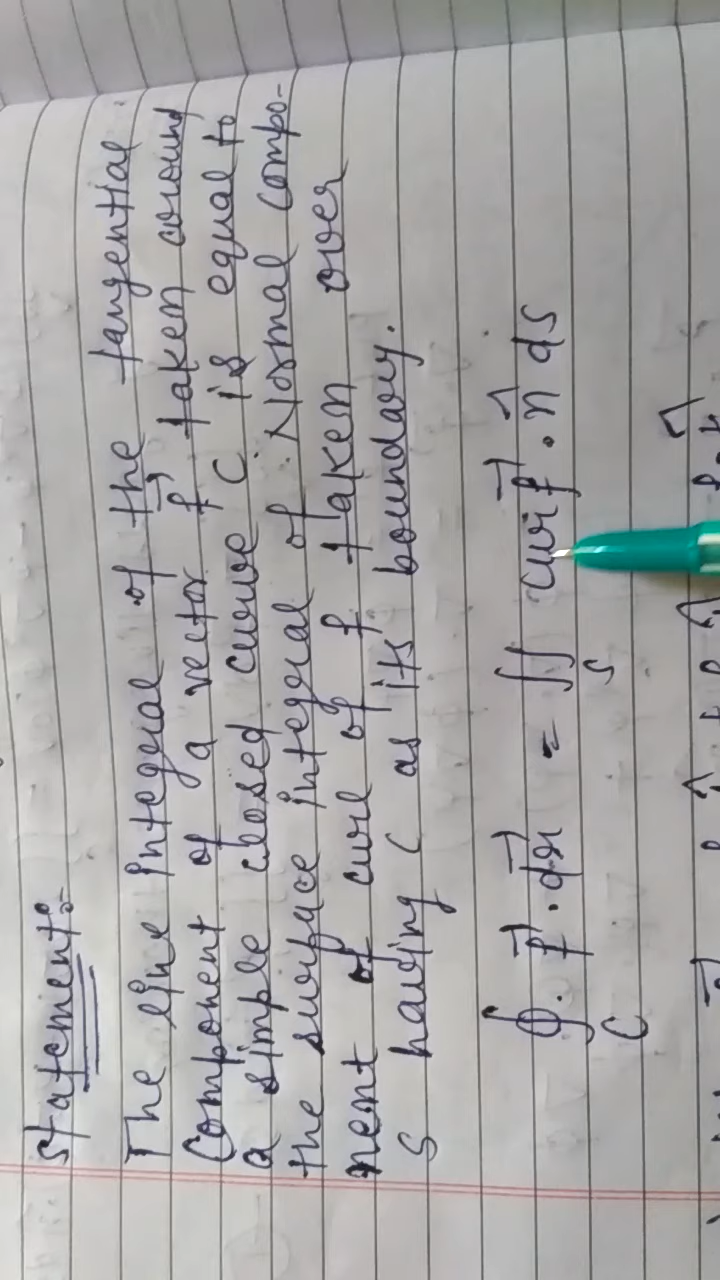 Statement:-
The line integral of the tangential
component of a vector f⃗ taken around
a simple closed curve C is equal to
the surface integral of Normal compo-
nent of curl of f taken over
S having C as its boundary.
∮. f⃗ . dr⃗ = ∬ curl f⃗ . n̂ ds
C S